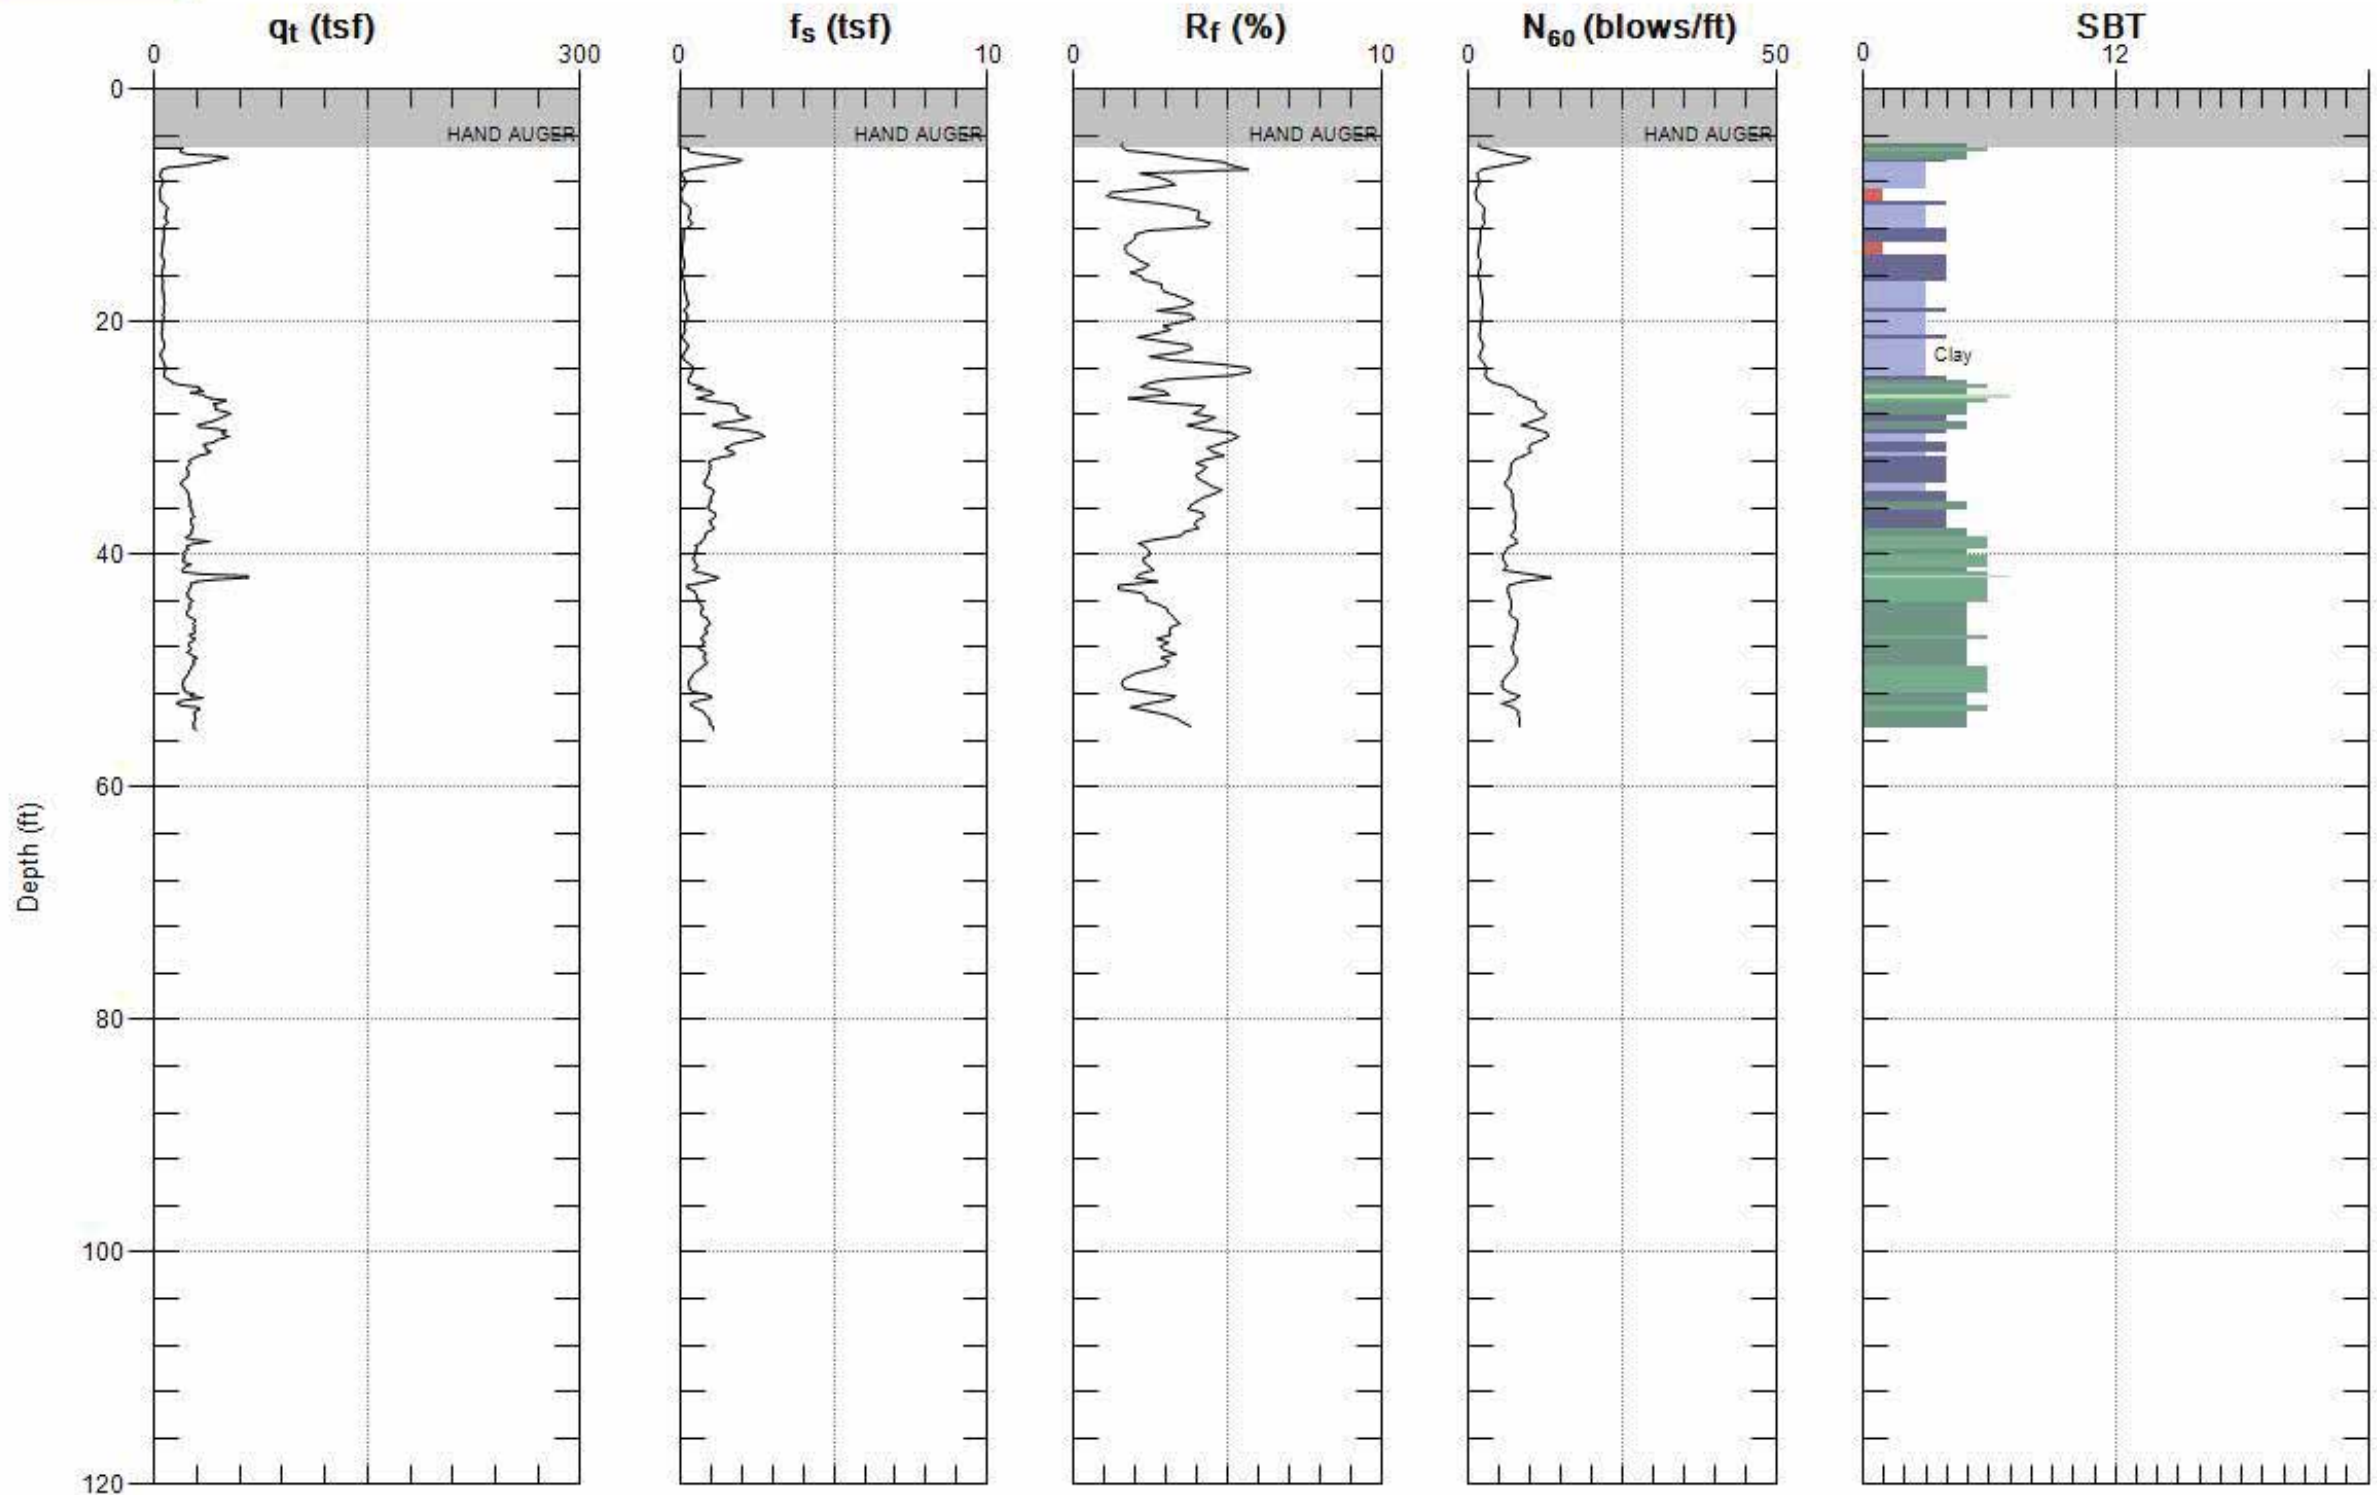 qt (tsf) fs (tsf) Rf (%) N60 (blows/ft) SBT
0 300 0 10 0 10 0 50 0 12
0
HAND AUGER HAND AUGER HAND AUGER HAND AUGER
20
Clay
40
60
Depth (ft)
80
100
120